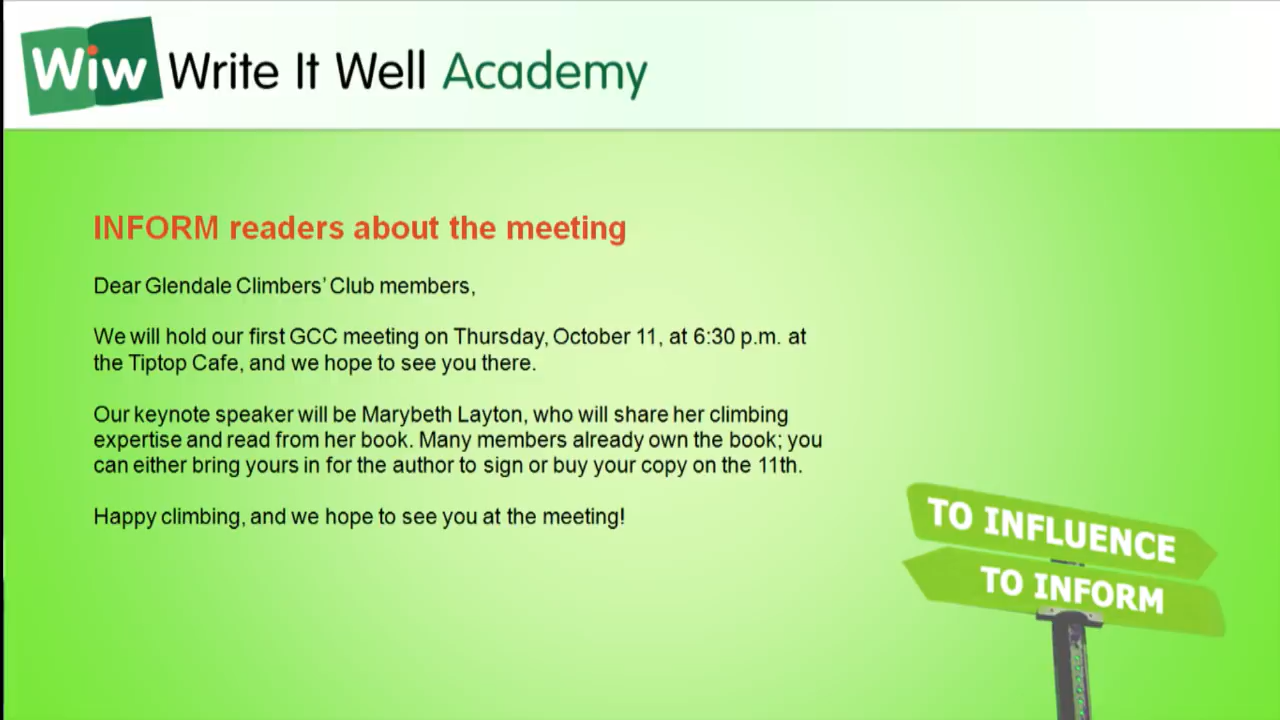 Wiw Write It Well Academy
INFORM readers about the meeting
Dear Glendale Climbers' Club members,
We will hold our first GCC meeting on Thursday, October 11, at 6:30 p.m. at
the Tiptop Cafe, and we hope to see you there.
Our keynote speaker will be Marybeth Layton, who will share her climbing
expertise and read from her book. Many members already own the book; you
can either bring yours in for the author to sign or buy your copy on the 11th.
Happy climbing, and we hope to see you at the meeting!
TO INFLUENCE
TO INFORM